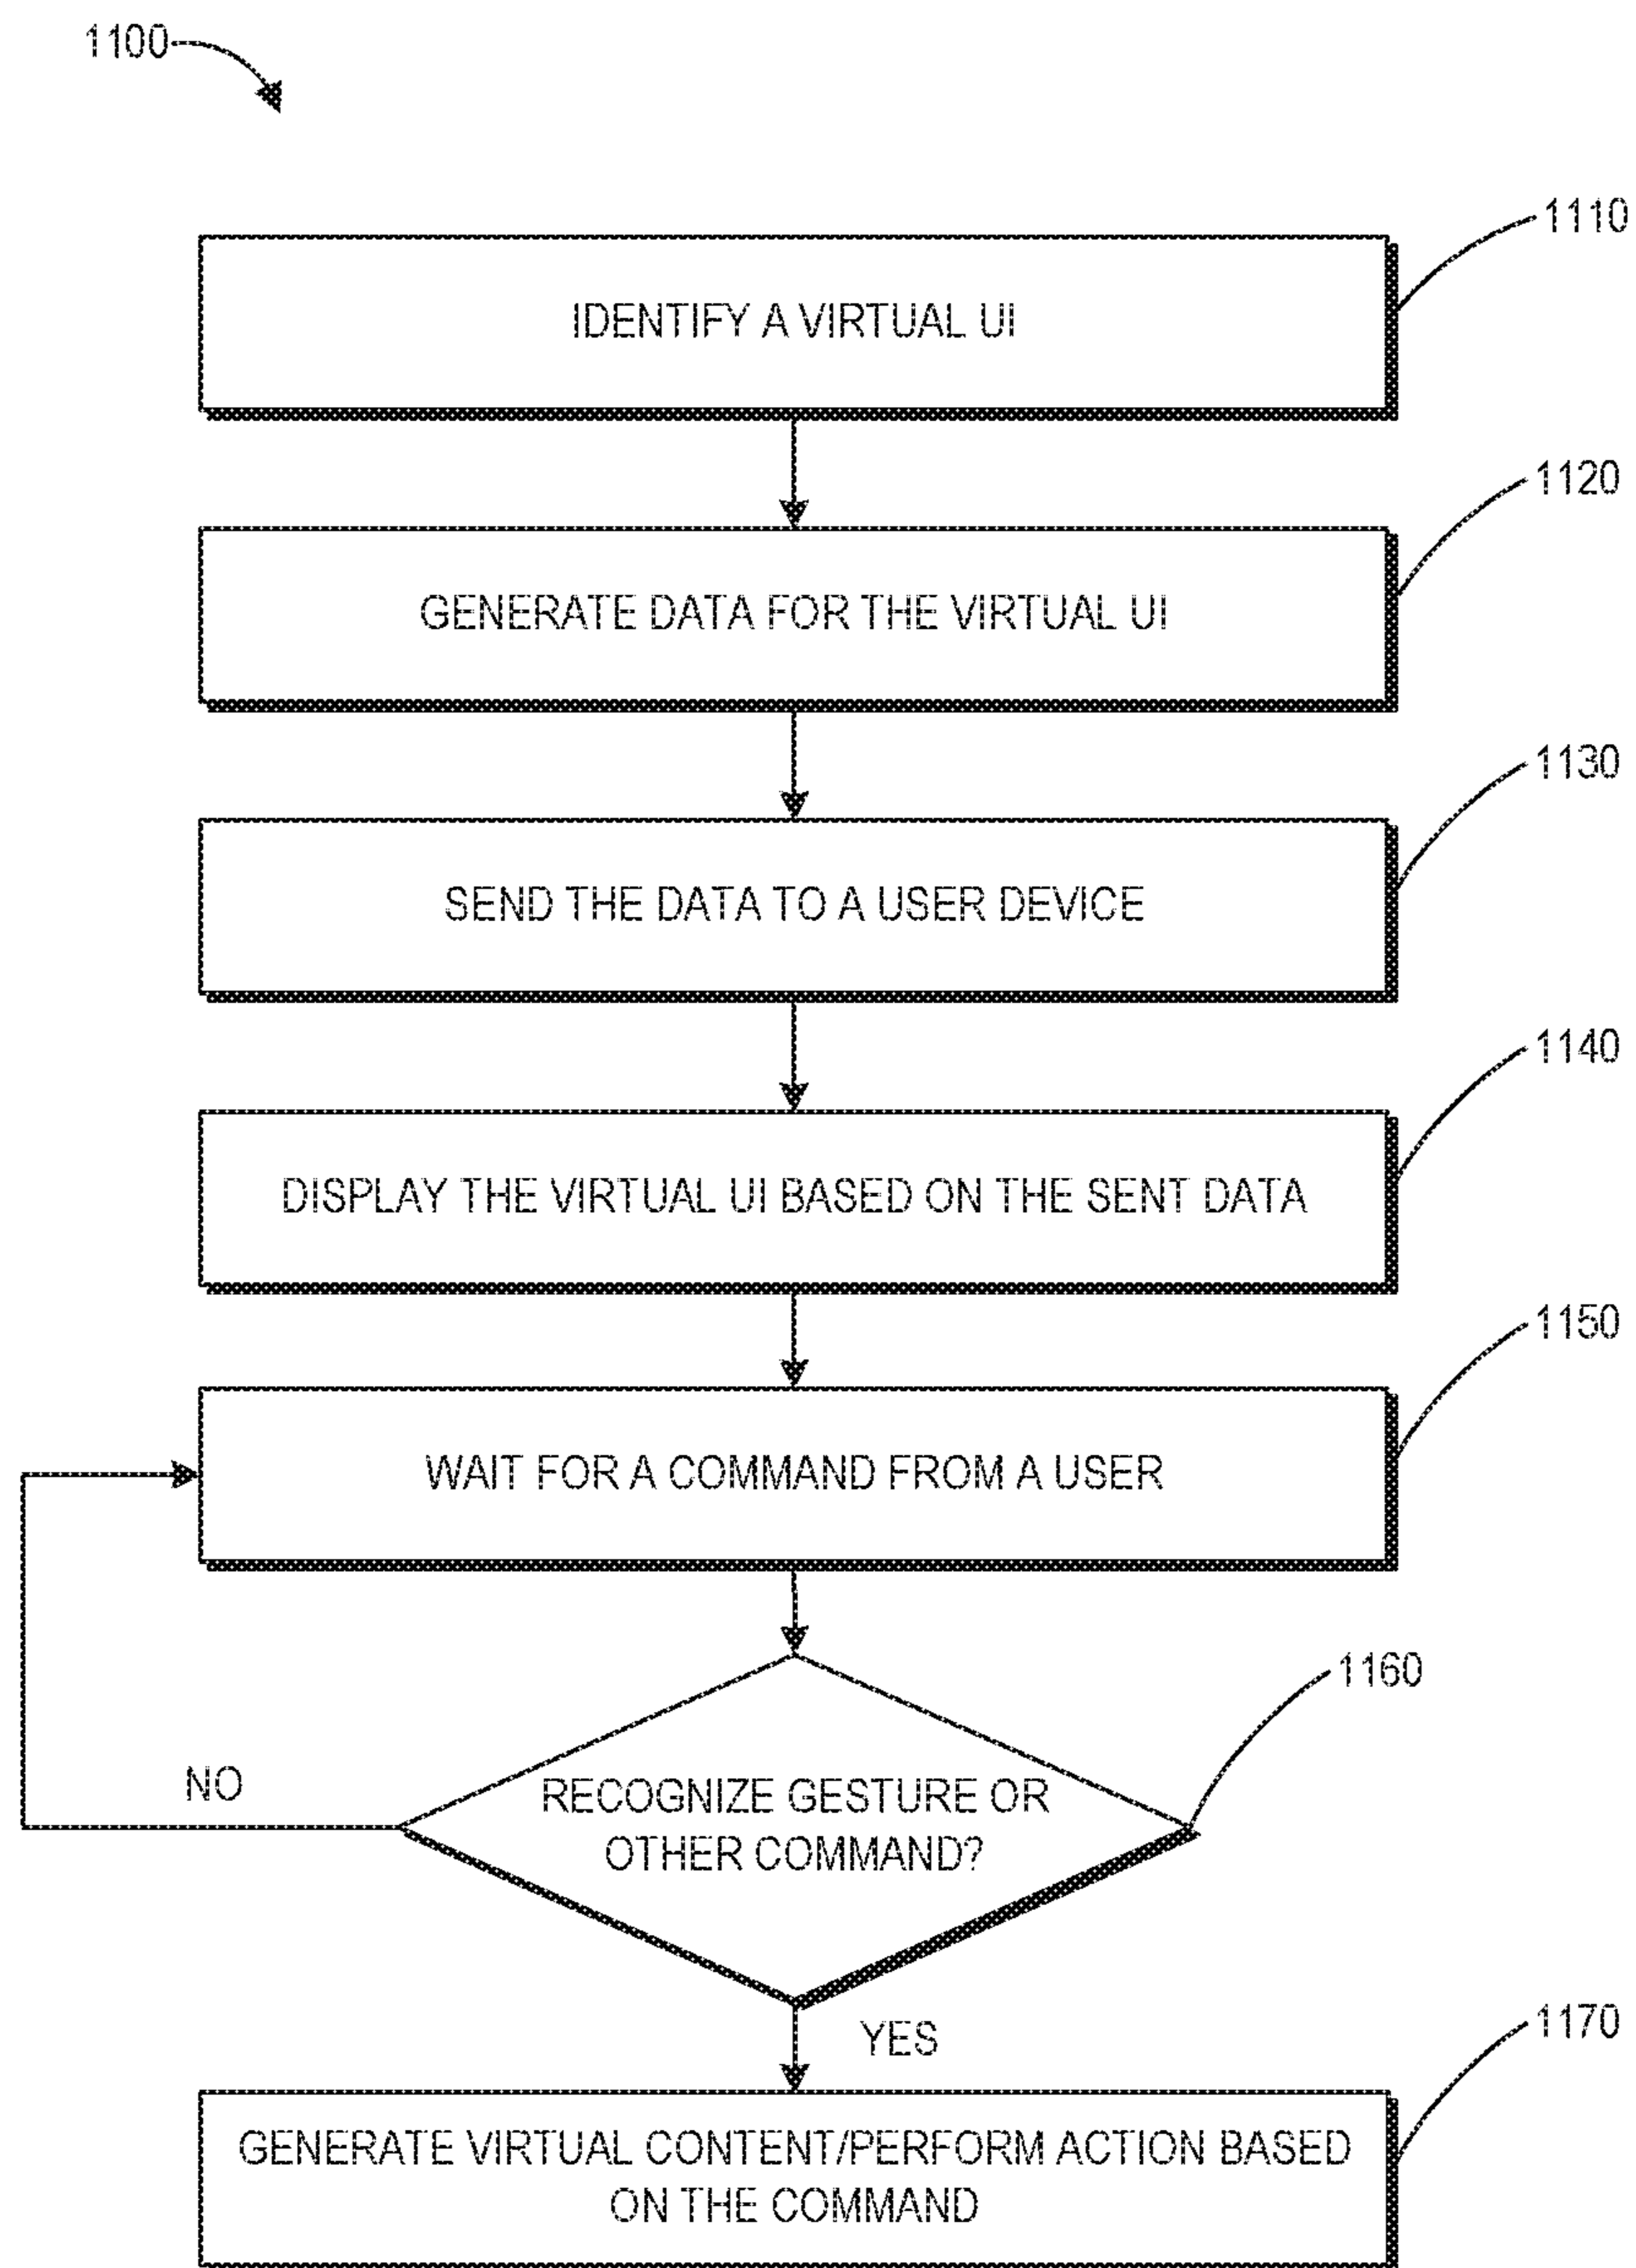 1100
1110
IDENTIFY A VIRTUAL UI
1120
GENERATE DATA FOR THE VIRTUAL UI
1130
SEND THE DATA TO A USER DEVICE
1140
DISPLAY THE VIRTUAL UI BASED ON THE SENT DATA
1150
WAIT FOR A COMMAND FROM A USER
1160
NO
RECOGNIZE GESTURE OR
OTHER COMMAND?
YES
1170
GENERATE VIRTUAL CONTENT/PERFORM ACTION BASED
ON THE COMMAND